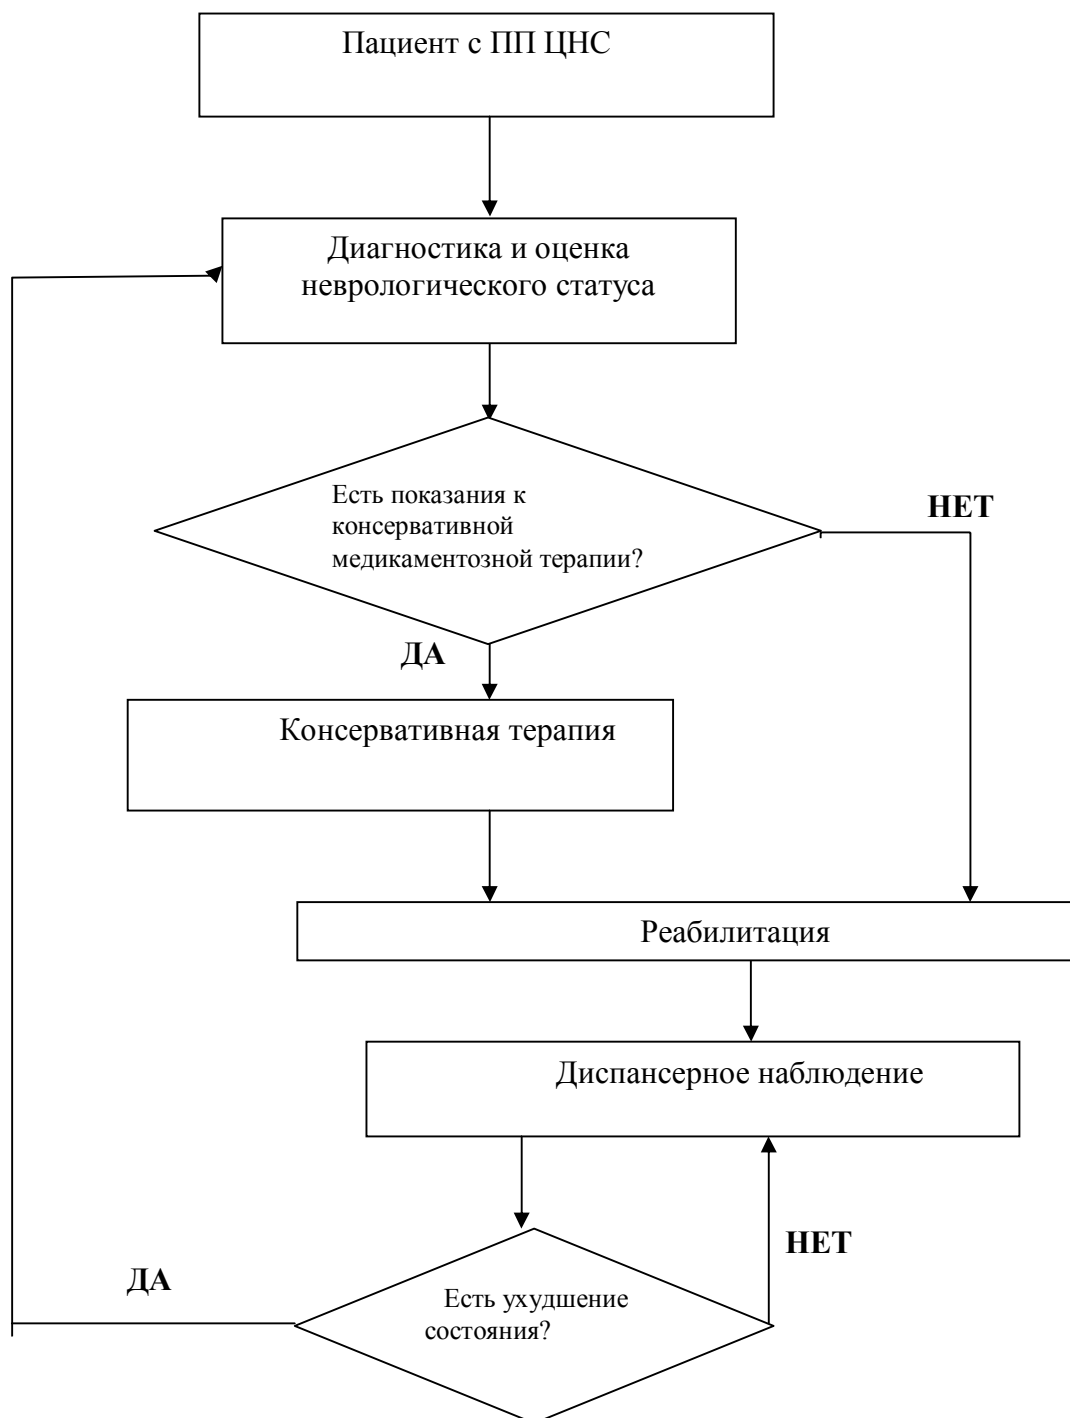 Пациент с ПП ЦНС
Диагностика и оценка
неврологического статуса
Есть показания к
консервативной
медикаментозной терапии?
НЕТ
ДА
Консервативная терапия
Реабилитация
Диспансерное наблюдение
НЕТ
ДА
Есть ухудшение
состояния?